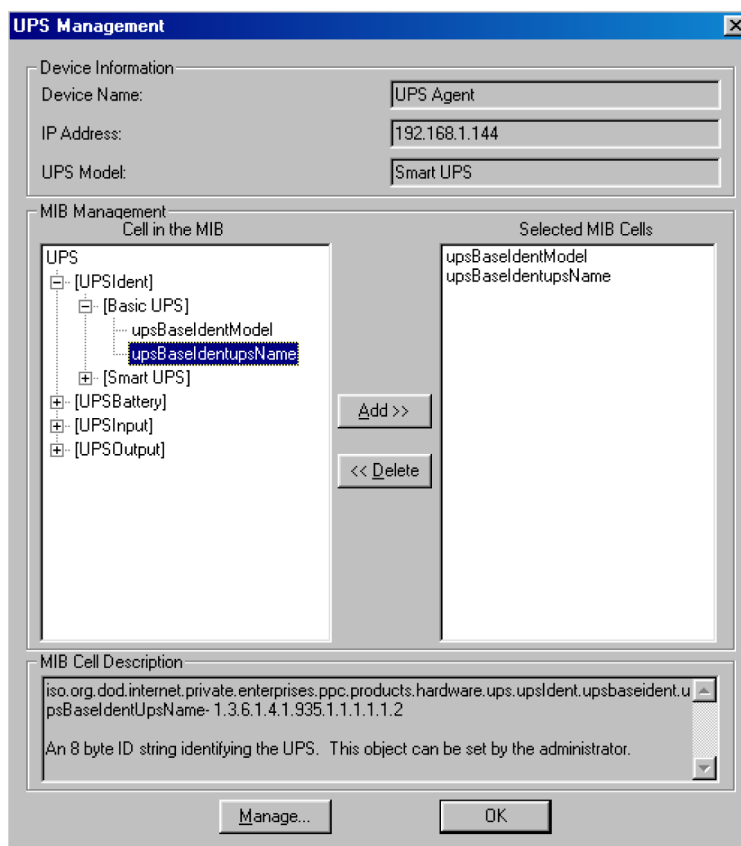 UPS Management
Device Information
Device Name:
UPS Agent
IP Address:
192.168.1.144
UPS Model:
Smart UPS
MIB Management
Cell in the MIB
UPS
[UPSIdent]
[Basic UPS]
upsBaseIdentModel
upsBaseIdentupsName
[Smart UPS]
[UPSBattery]
[UPSInput]
[UPSOutput]
Add >>
<< Delete
Selected MIB Cells
upsBaseIdentModel
upsBaseIdentupsName
MIB Cell Description
iso.org.dod.internet.private.enterprises.ppc.products.hardware.ups.upsIdent.upsbaseident.u
psBaseIdentUpsName- 1.3.6.1.4.1.935.1.1.1.1.1.2
An 8 byte ID string identifying the UPS.  This object can be set by the administrator.
Manage...
OK